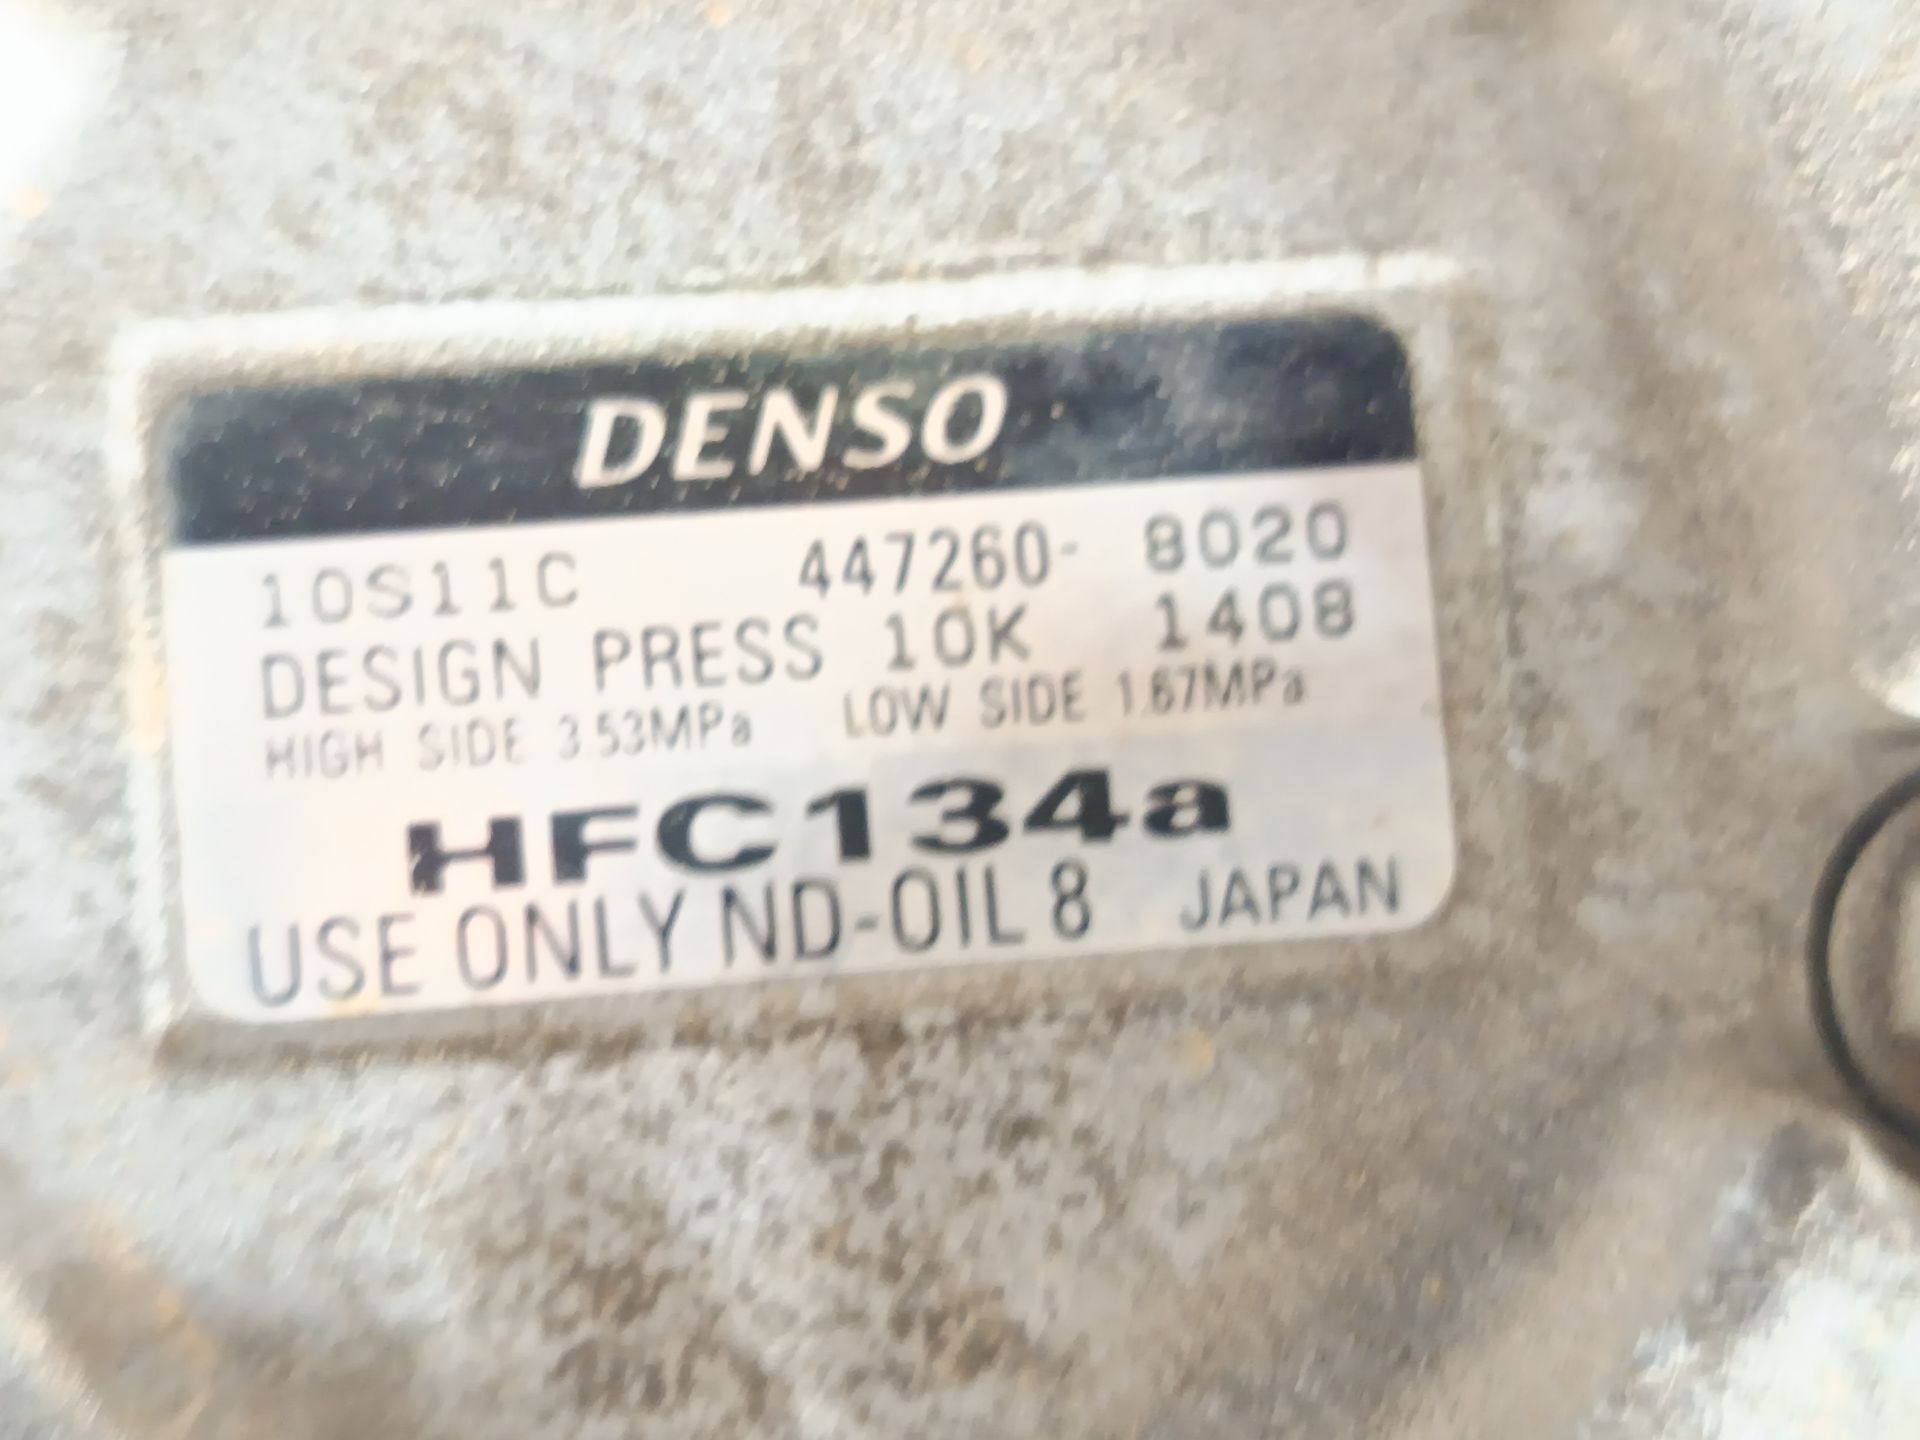 DENSO
10S11C 447260- 8020
DESIGN PRESS 10K 1408
HIGH SIDE 3.53MPa LOW SIDE 1.67MPa
HFC134a
USE ONLY ND-OIL 8 JAPAN